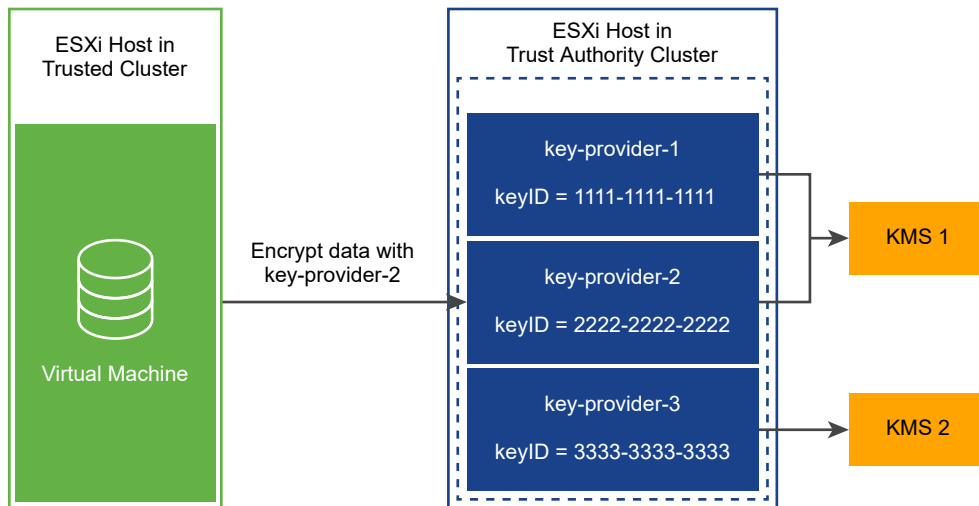 ESXi Host in
Trusted Cluster
Virtual Machine
Encrypt data with
key-provider-2
ESXi Host in
Trust Authority Cluster
key-provider-1
keyID = 1111-1111-1111
key-provider-2
keyID = 2222-2222-2222
key-provider-3
keyID = 3333-3333-3333
KMS 1
KMS 2